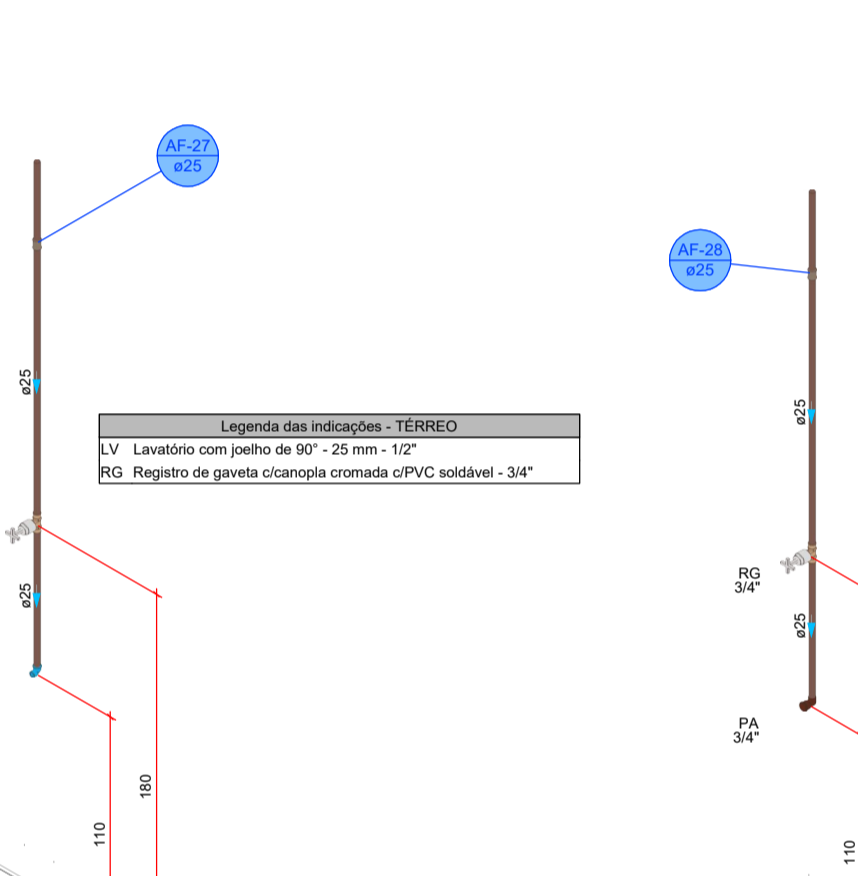 AF-27
ø25
AF-28
ø25
ø25
ø25
Legenda das indicações - TÉRREO
LV Lavatório com joelho de 90° - 25 mm - 1/2"
RG Registro de gaveta c/canopla cromada c/PVC soldável - 3/4"
RG
3/4"
ø25
ø25
PA
3/4"
180
110
110